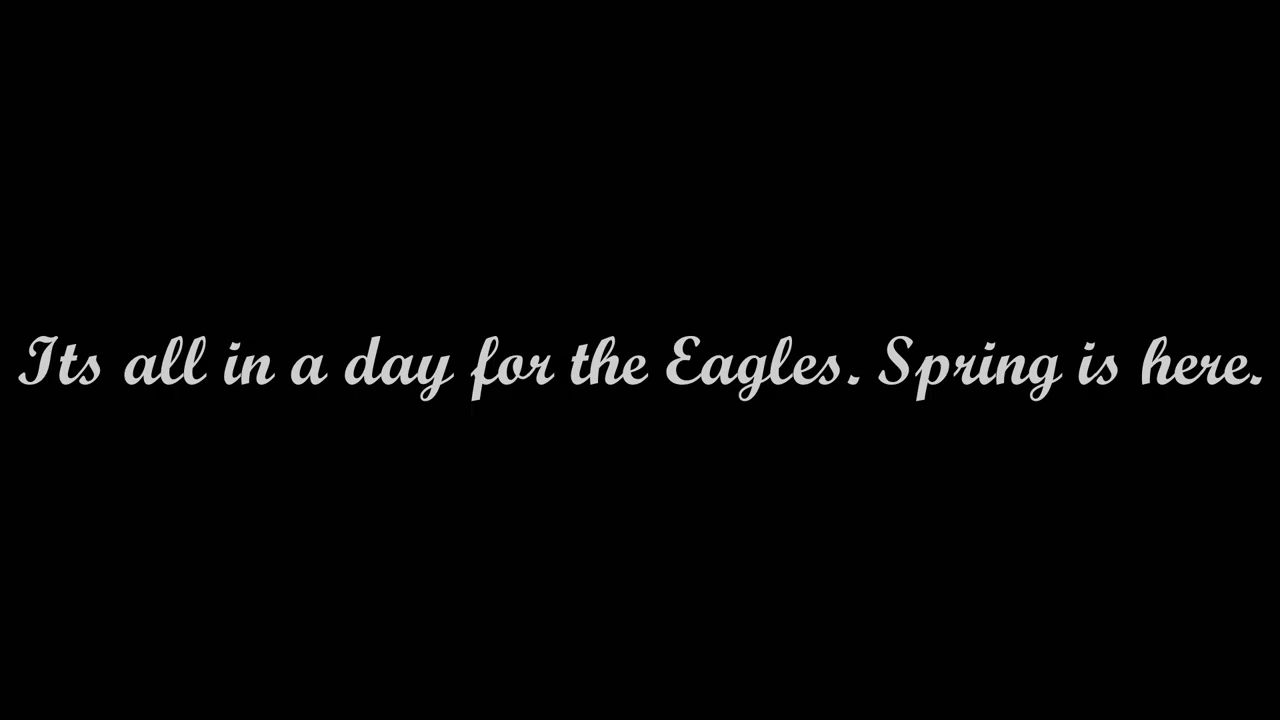 Its all in a day for the Eagles. Spring is here.